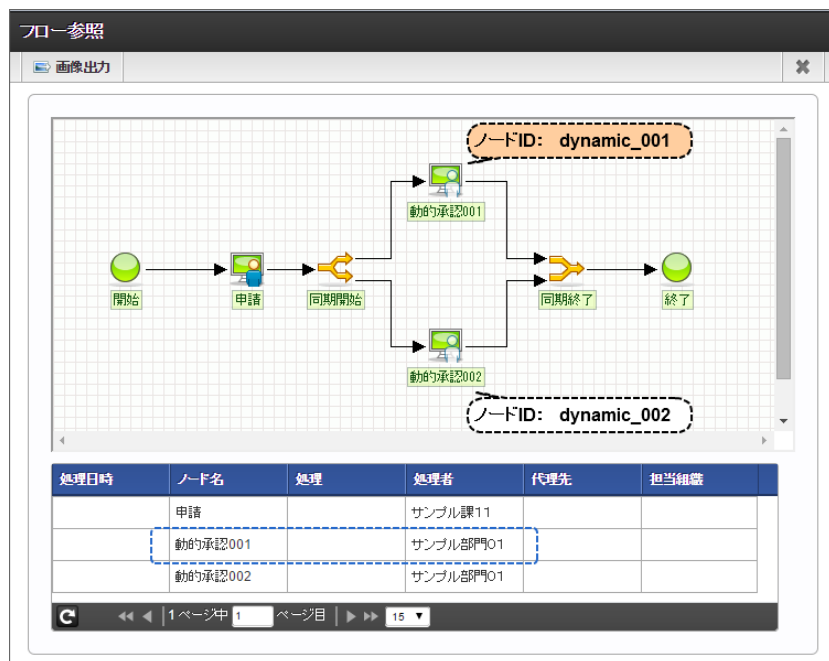 フロー参照
画像出力
ノードID: dynamic_001
動的承認001
開始
申請
同期開始
同期終了
終了
動的承認002
ノードID: dynamic_002
処理日時 ノード名 処理 処理者 代理先 担当組織
申請 サンプル課11
動的承認001 サンプル部門01
動的承認002 サンプル部門01
1 ページ中 1 ページ目 15